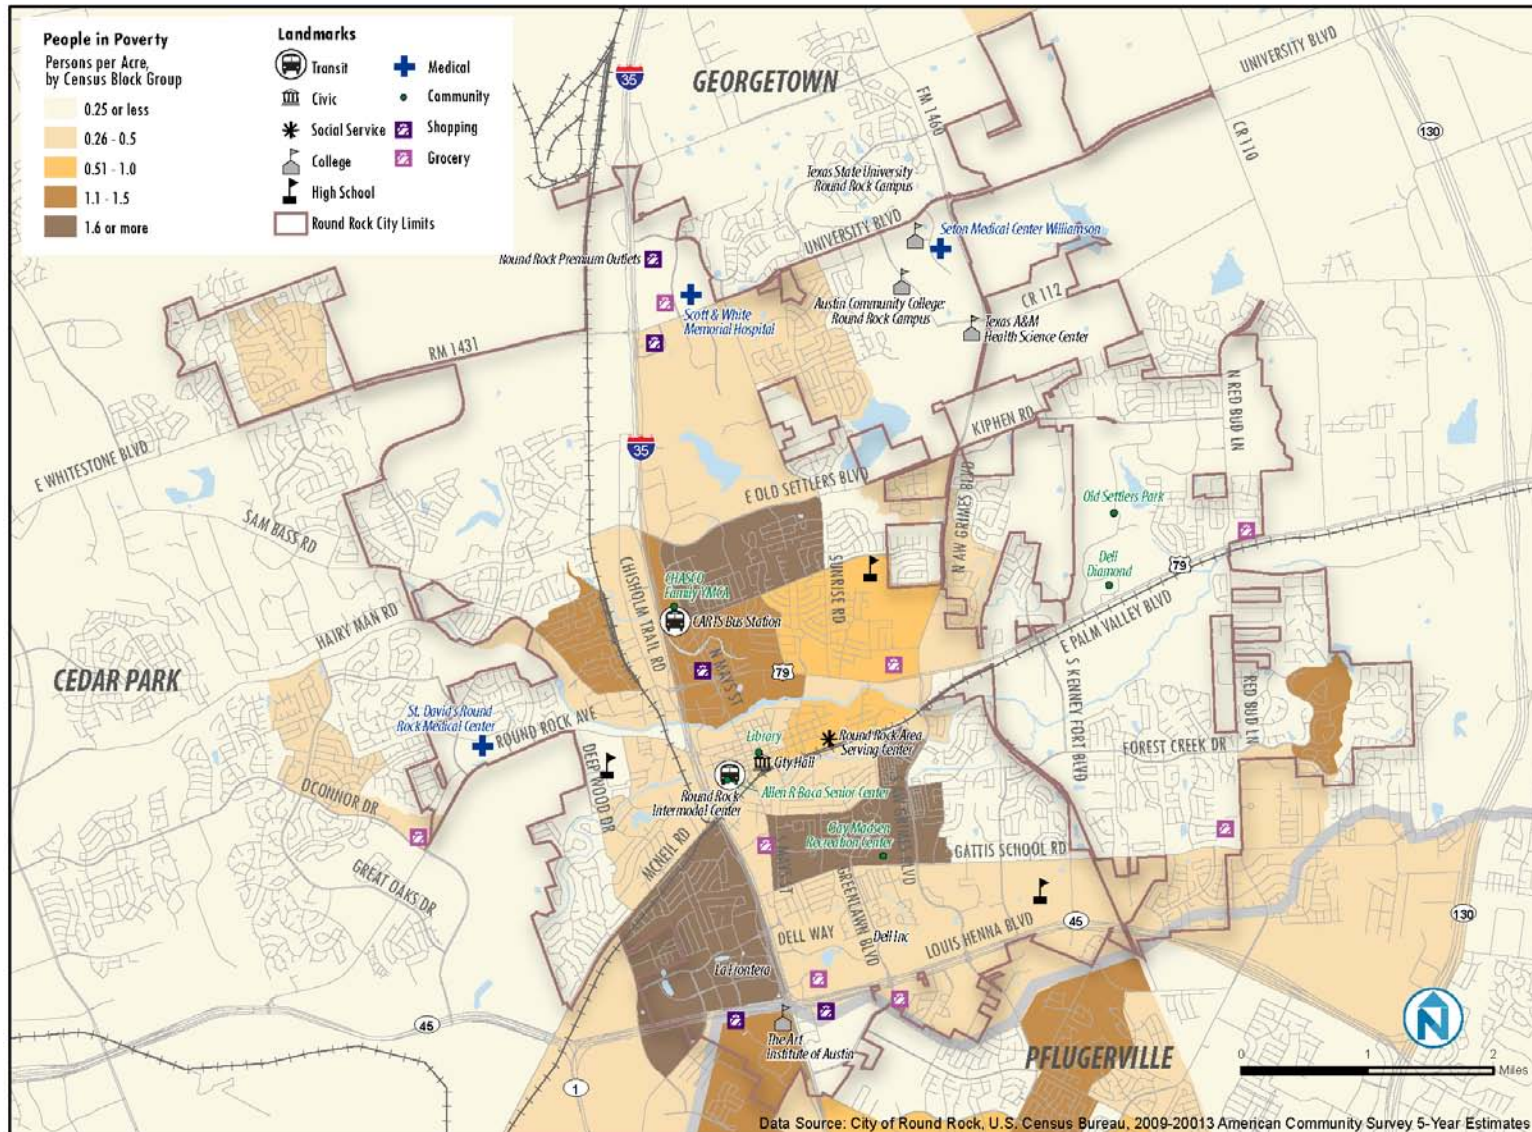 People in Poverty
Persons per Acre,
by Census Block Group
0.25 or less
0.26 - 0.5
0.51 - 1.0
1.1 - 1.5
1.6 or more
Landmarks
Transit
Civic
Social Service
College
High School
Round Rock City Limits
Medical
Community
Shopping
Grocery
35
GEORGETOWN
FM 1460
UNIVERSITY BLVD
CR 110
130
Texas State University
Round Rock Campus
UNIVERSITY BLVD
Seton Medical Center Williamson
Round Rock Premium Outlets
Scott & White
Memorial Hospital
Austin Community College:
Round Rock Campus
CR 112
Texas A&M
Health Science Center
RM 1431
N RED BUD LN
KIPHEN RD
35
E WHITESTONE BLVD
E OLD SETTLERS BLVD
N AW GRIMES BLVD
Old Settlers Park
SAM BASS RD
CHISHOLM TRAIL RD
SUNRISE RD
Dell
Diamond
79
CHASCO
Family YMCA
CARTS Bus Station
HAIRY MAN RD
E PALM VALLEY BLVD
CEDAR PARK
N MAYS ST
79
S KENNEY FORT BLVD
RED BUD LN
St. David's Round
Rock Medical Center
ROUND ROCK AVE
Library
Round Rock Area
Serving Center
City Hall
DEEP WOOD DR
FOREST CREEK DR
OCONNOR DR
Round Rock
Intermodal Center
Allen R Baca Senior Center
MCNEIL RD
Gay Madsen
Recreation Center
GATTIS SCHOOL RD
GREAT OAKS DR
GREENLAWN BLVD
DELL WAY
Dell Inc
LOUIS HENNA BLVD
45
130
La Frontera
45
The Art
Institute of Austin
PFLUGERVILLE
N
1
0 1 2
Miles
Data Source: City of Round Rock, U.S. Census Bureau, 2009-20013 American Community Survey 5-Year Estimates